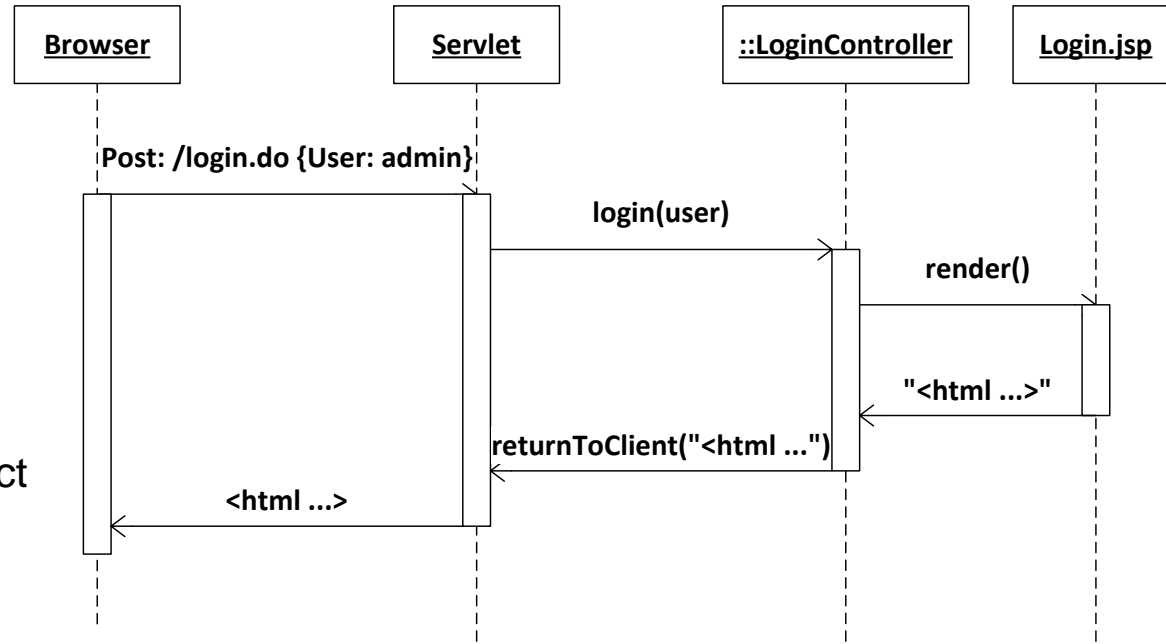 Browser
Servlet
::LoginController
Login.jsp
Post: /login.do {User: admin}
login(user)
render()
"<html ...>"
returnToClient("<html ...")
ct
<html ...>